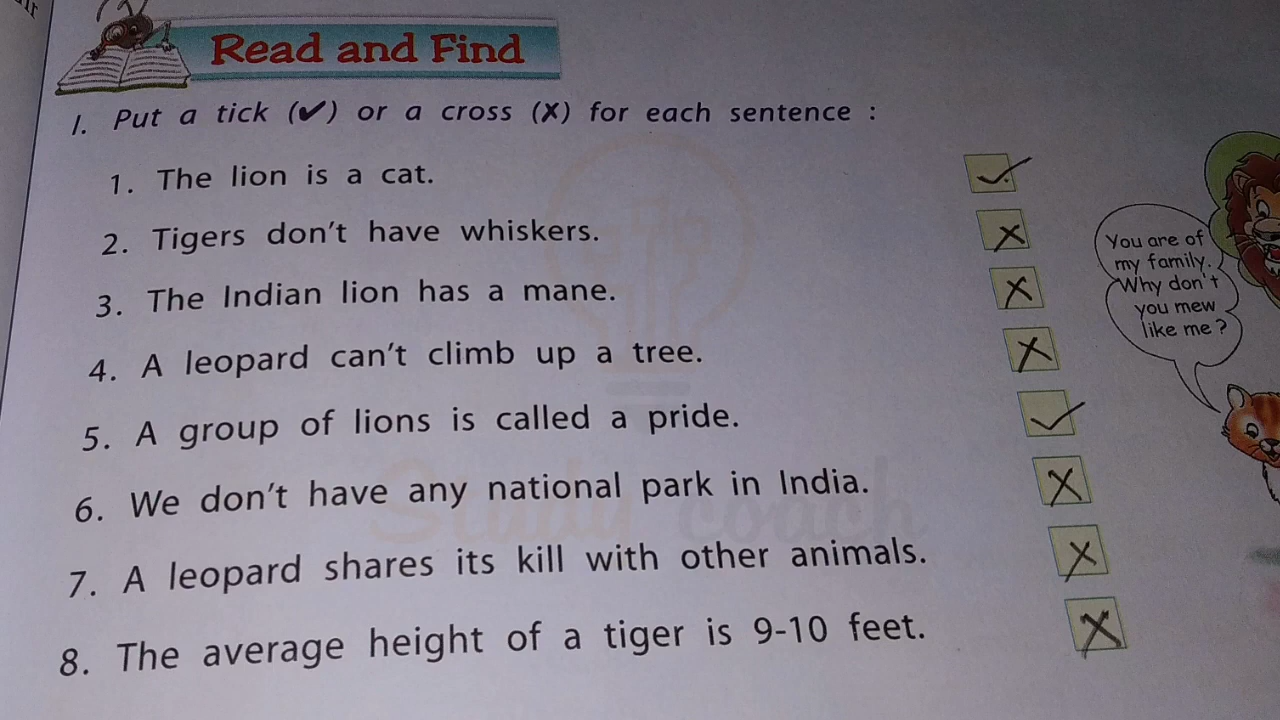 Read and Find
I. Put a tick (✔) or a cross (✗) for each sentence :
1. The lion is a cat. ✓
2. Tigers don't have whiskers. ✗
3. The Indian lion has a mane. ✗
4. A leopard can't climb up a tree. ✗
5. A group of lions is called a pride. ✓
6. We don't have any national park in India. ✗
7. A leopard shares its kill with other animals. ✗
8. The average height of a tiger is 9-10 feet. ✗
You are of
my family.
Why don't
you mew
like me ?
Study coach